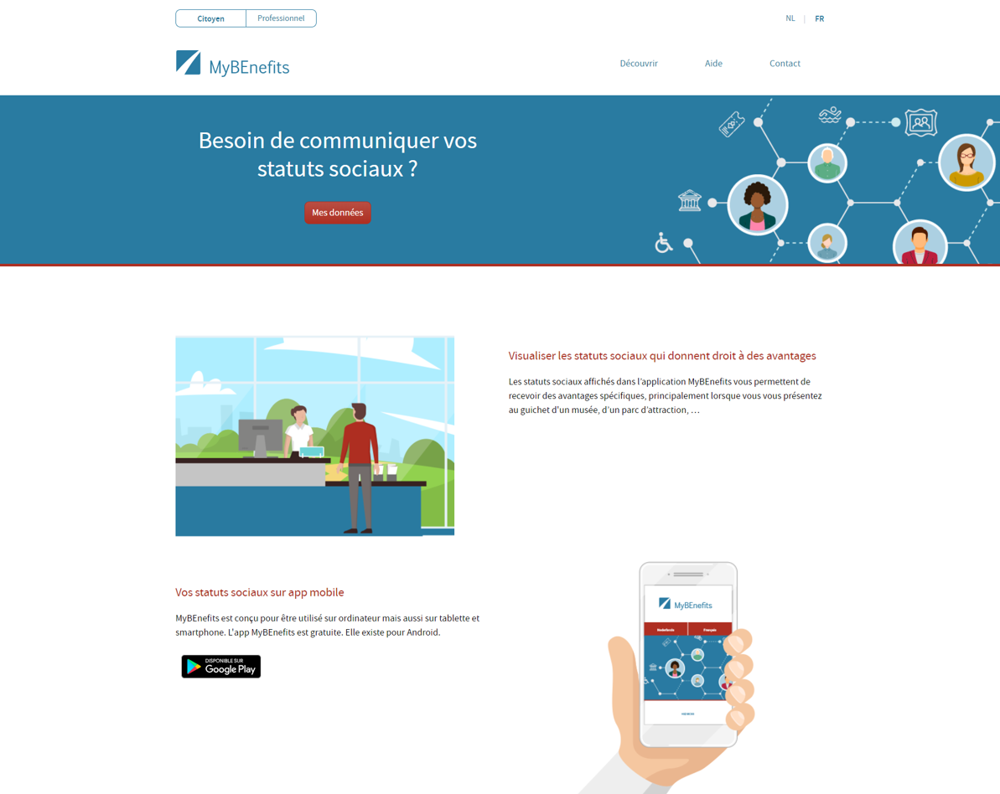 Citoyen
Professionnel
NL | FR
MyBEnefits
Découvrir
Aide
Contact
Besoin de communiquer vos
statuts sociaux ?
Mes données
Visualiser les statuts sociaux qui donnent droit à des avantages
Les statuts sociaux affichés dans l’application MyBEnefits vous permettent de
recevoir des avantages spécifiques, principalement lorsque vous vous présentez
au guichet d'un musée, d’un parc d’attraction, …
Vos statuts sociaux sur app mobile
MyBEnefits est conçu pour être utilisé sur ordinateur mais aussi sur tablette et
smartphone. L'app MyBEnefits est gratuite. Elle existe pour Android.
DISPONIBLE SUR
Google Play
MyBEnefits
Nederlands
Français